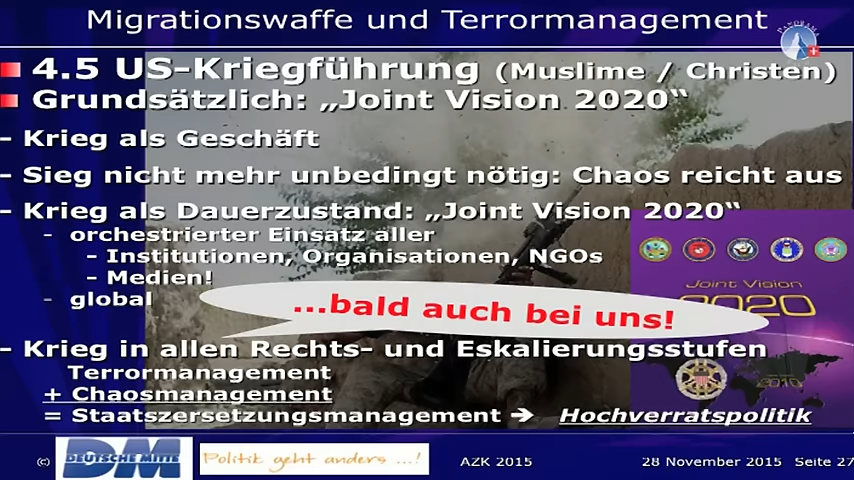 Migrationswaffe und Terrormanagement
PANORAMA
4.5 US-Kriegführung (Muslime / Christen)
Grundsätzlich: „Joint Vision 2020“
- Krieg als Geschäft
- Sieg nicht mehr unbedingt nötig: Chaos reicht aus
- Krieg als Dauerzustand: „Joint Vision 2020“
- orchestrierter Einsatz aller
- Institutionen, Organisationen, NGOs
- Medien!
- global
...bald auch bei uns!
Joint Vision
2020
2010
- Krieg in allen Rechts- und Eskalierungsstufen
Terrormanagement
+ Chaosmanagement
= Staatszersetzungsmanagement ➔ Hochverratspolitik
© DM DEUTSCHE MITTE Politik geht anders ...! AZK 2015 28 November 2015 Seite 27